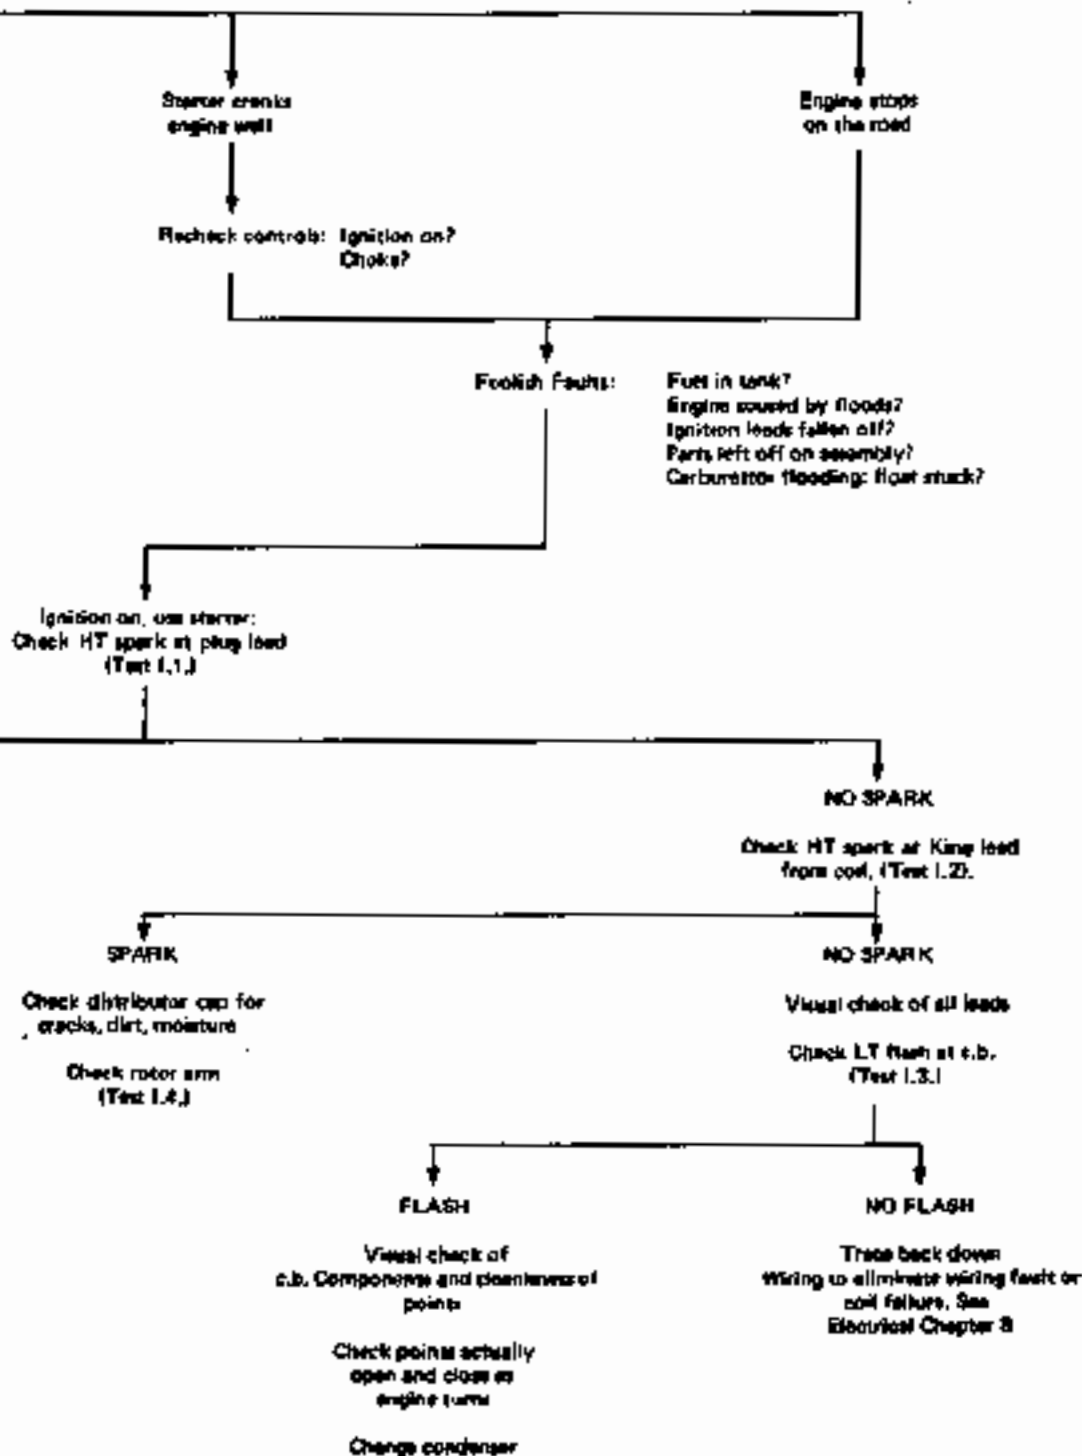 Starter cranks
engine well
Engine stops
on the road
Recheck controls: Ignition on?
Choke?
Foolish Faults:
Fuel in tank?
Engine soused by floods?
Ignition leads fallen off?
Parts left off on assembly?
Carburettor flooding: float stuck?
Ignition on, use starter:
Check HT spark at plug lead
(Test I.1.)
NO SPARK
Check HT spark at King lead
from coil, (Test I.2).
SPARK
Check distributor cap for
cracks, dirt, moisture
Check rotor arm
(Test I.4.)
NO SPARK
Visual check of all leads
Check LT flash at c.b.
(Test I.3.)
FLASH
Visual check of
c.b. Components and cleanliness of
points
Check points actually
open and close as
engine turns
Change condenser
NO FLASH
Trace back down
Wiring to eliminate wiring fault or
coil failure. See
Electrical Chapter